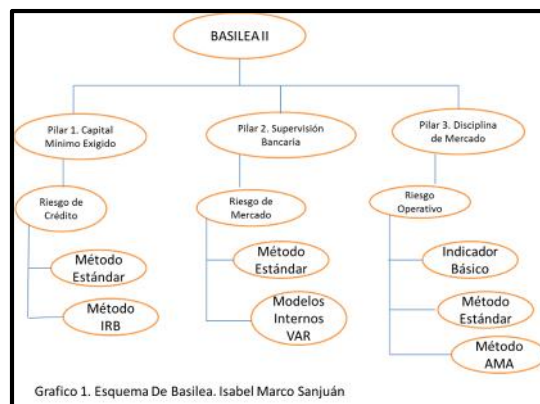 BASILEA II
Pilar 1. Capital
Mínimo Exigido
Pilar 2. Supervisión
Bancaria
Pilar 3. Disciplina
de Mercado
Riesgo de
Crédito
Riesgo de
Mercado
Riesgo
Operativo
Método
Estándar
Método
Estándar
Indicador
Básico
Método
IRB
Modelos
Internos
VAR
Método
Estándar
Método
AMA
Grafico 1. Esquema De Basilea. Isabel Marco Sanjuán